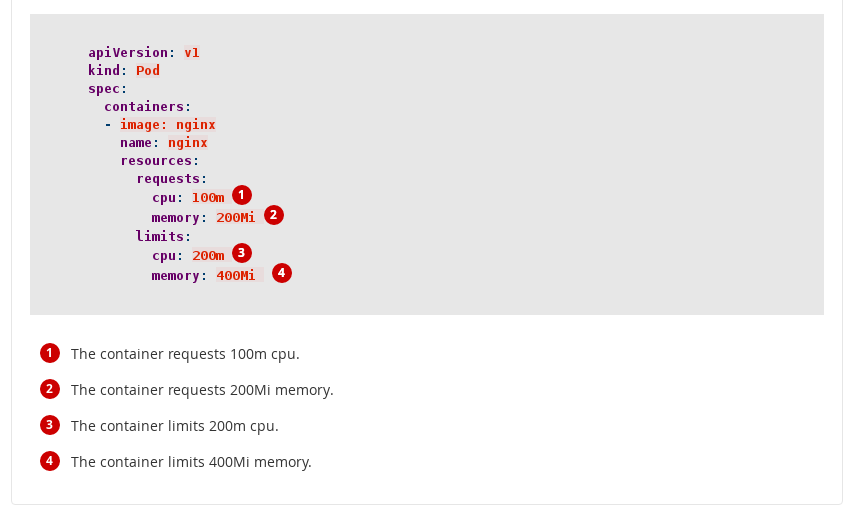 apiVersion: v1
kind: Pod
spec:
  containers:
  - image: nginx
    name: nginx
    resources:
      requests:
        cpu: 100m 1
        memory: 200Mi 2
      limits:
        cpu: 200m 3
        memory: 400Mi 4
1 The container requests 100m cpu.
2 The container requests 200Mi memory.
3 The container limits 200m cpu.
4 The container limits 400Mi memory.